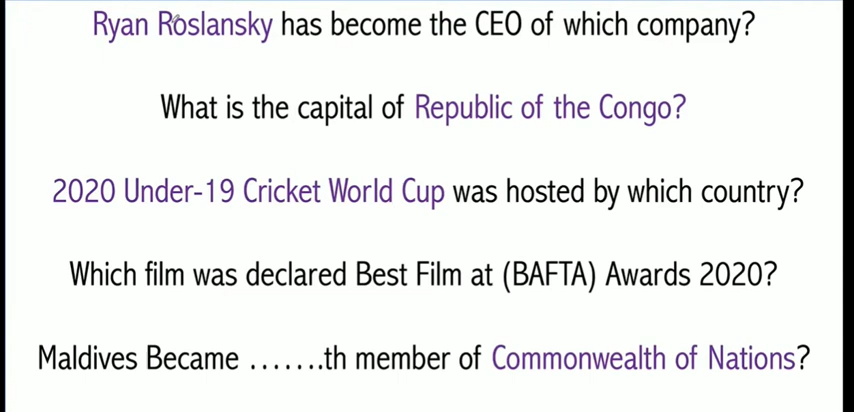 Ryan Roslansky has become the CEO of which company?
What is the capital of Republic of the Congo?
2020 Under-19 Cricket World Cup was hosted by which country?
Which film was declared Best Film at (BAFTA) Awards 2020?
Maldives Became .......th member of Commonwealth of Nations?